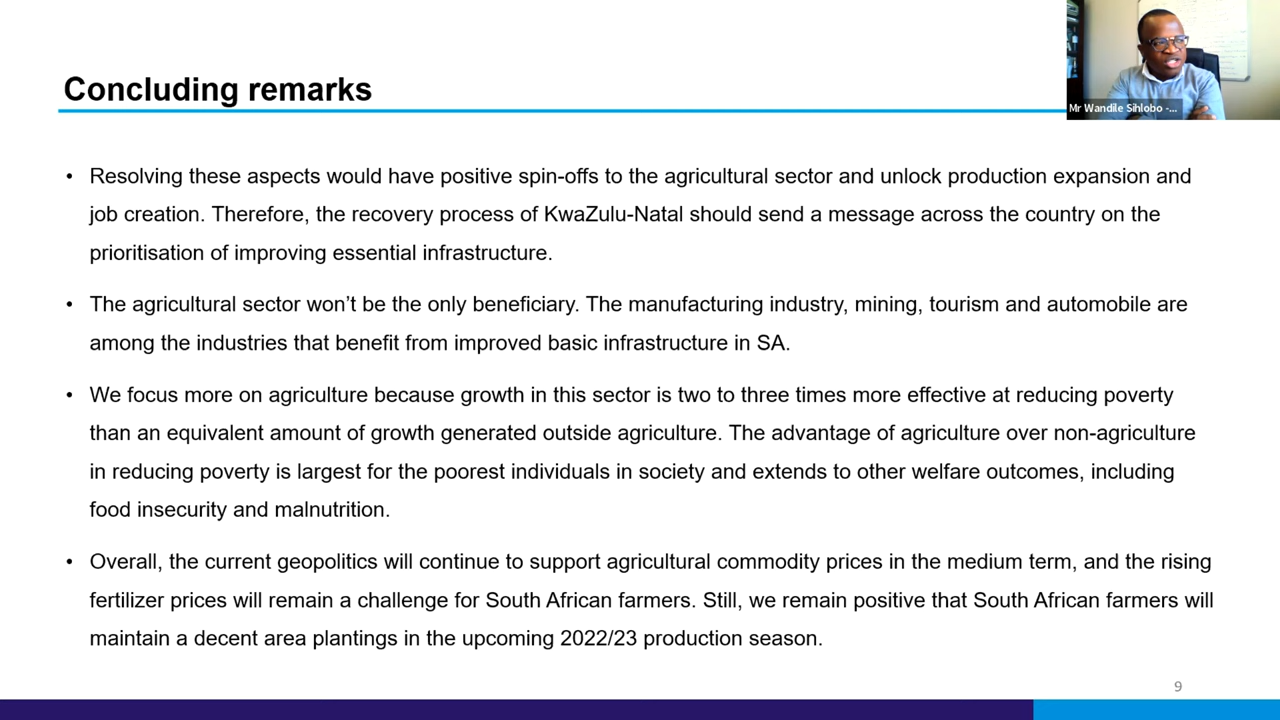 Concluding remarks
Mr Wandile Sihlobo -...
• Resolving these aspects would have positive spin-offs to the agricultural sector and unlock production expansion and
job creation. Therefore, the recovery process of KwaZulu-Natal should send a message across the country on the
prioritisation of improving essential infrastructure.
• The agricultural sector won’t be the only beneficiary. The manufacturing industry, mining, tourism and automobile are
among the industries that benefit from improved basic infrastructure in SA.
• We focus more on agriculture because growth in this sector is two to three times more effective at reducing poverty
than an equivalent amount of growth generated outside agriculture. The advantage of agriculture over non-agriculture
in reducing poverty is largest for the poorest individuals in society and extends to other welfare outcomes, including
food insecurity and malnutrition.
• Overall, the current geopolitics will continue to support agricultural commodity prices in the medium term, and the rising
fertilizer prices will remain a challenge for South African farmers. Still, we remain positive that South African farmers will
maintain a decent area plantings in the upcoming 2022/23 production season.
9